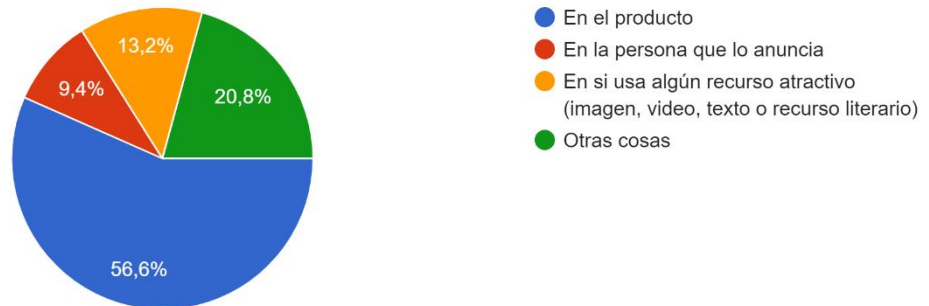 13,2%
9,4%
20,8%
56,6%
En el producto
En la persona que lo anuncia
En si usa algún recurso atractivo
(imagen, video, texto o recurso literario)
Otras cosas